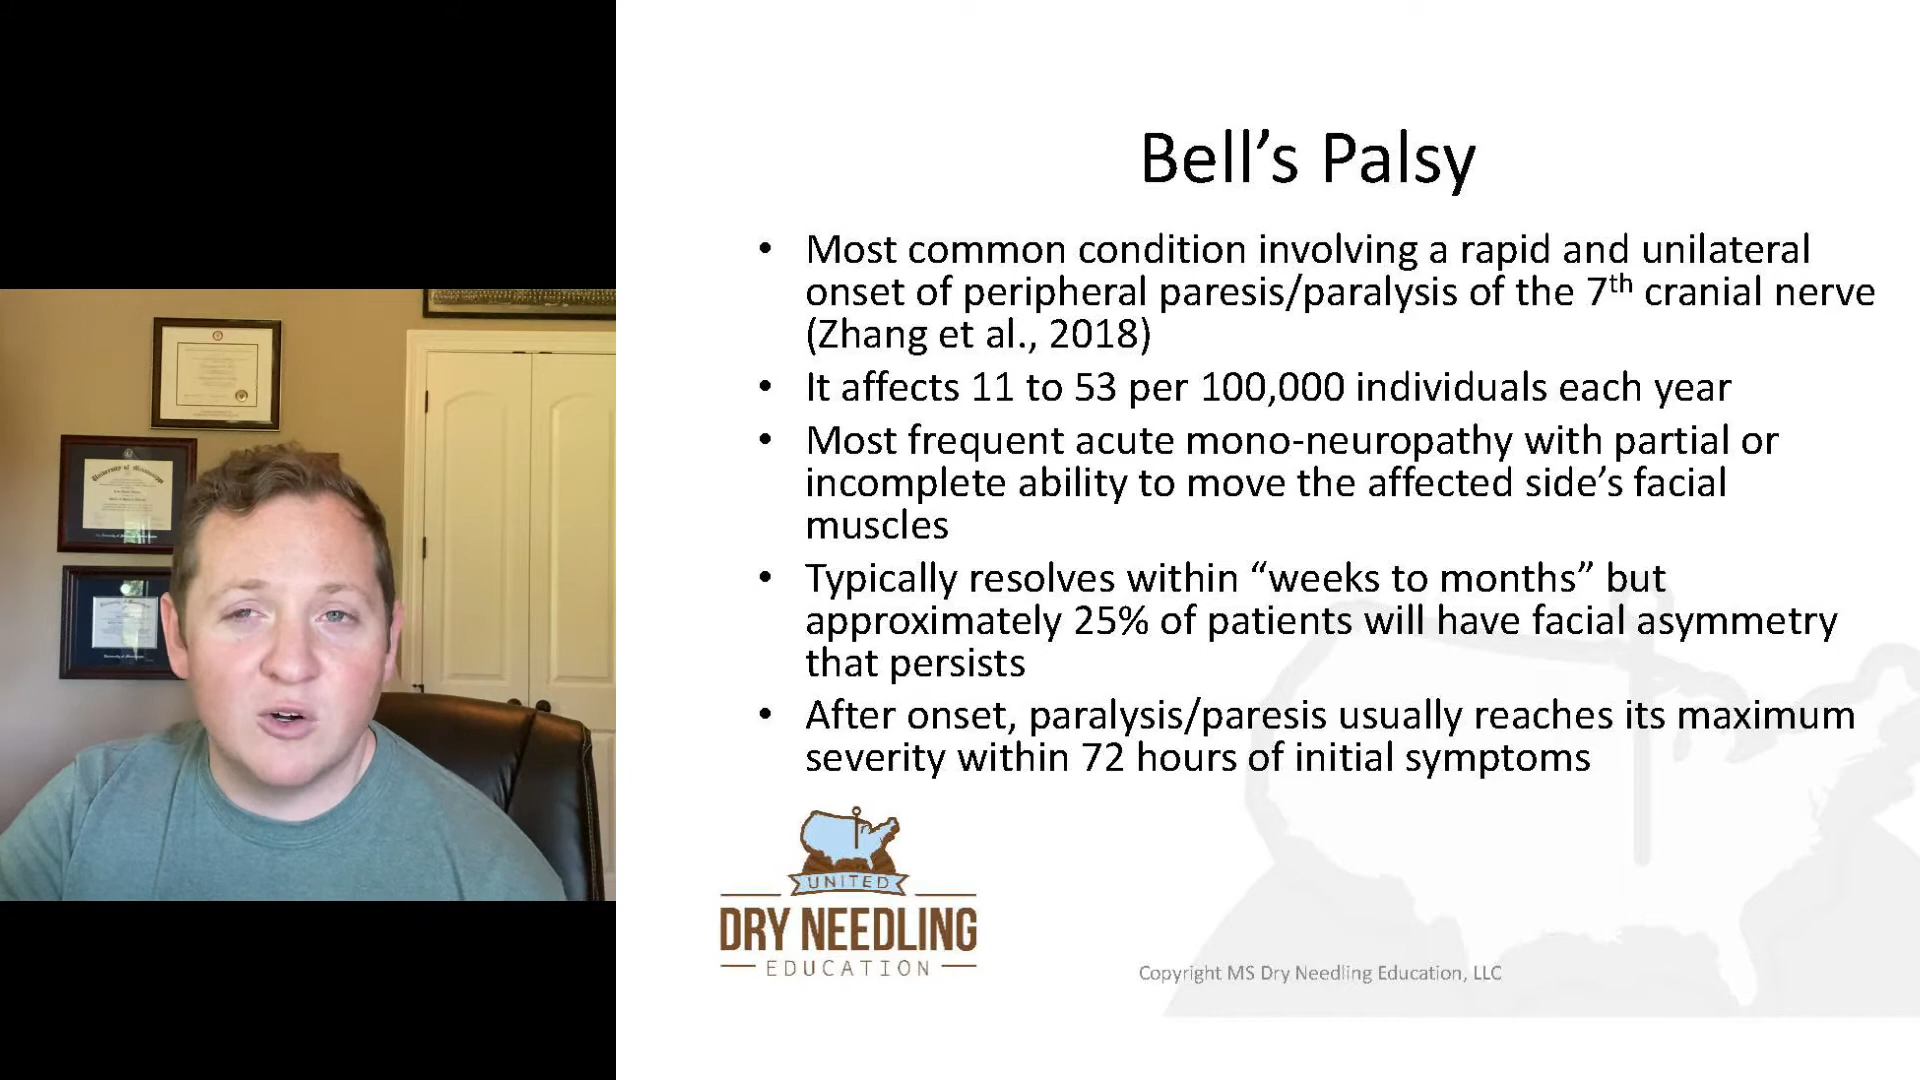 Bell’s Palsy
• Most common condition involving a rapid and unilateral
onset of peripheral paresis/paralysis of the 7th cranial nerve
(Zhang et al., 2018)
• It affects 11 to 53 per 100,000 individuals each year
• Most frequent acute mono-neuropathy with partial or
incomplete ability to move the affected side’s facial
muscles
• Typically resolves within “weeks to months” but
approximately 25% of patients will have facial asymmetry
that persists
• After onset, paralysis/paresis usually reaches its maximum
severity within 72 hours of initial symptoms
UNITED
DRY NEEDLING
EDUCATION
Copyright MS Dry Needling Education, LLC
University of Mississippi